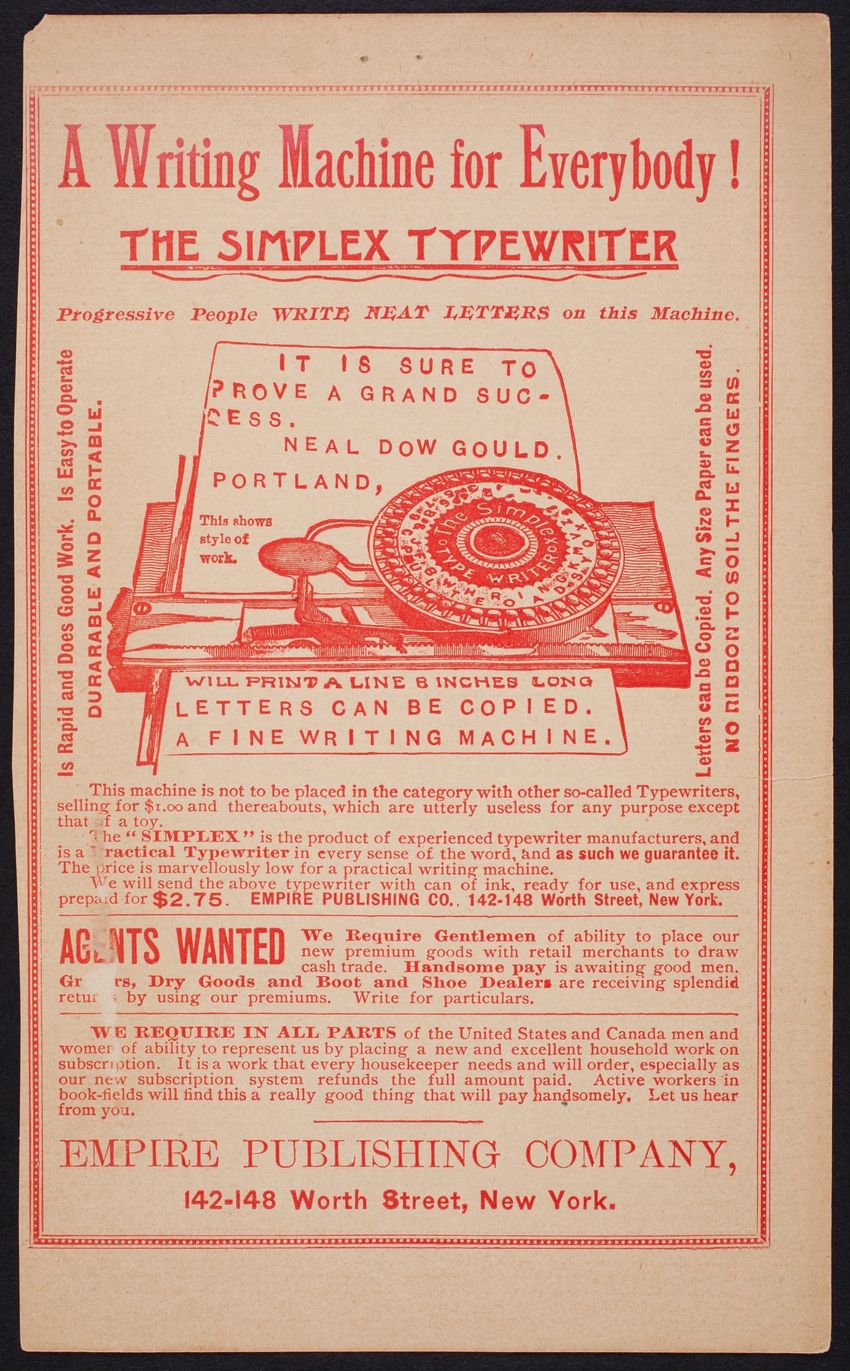 A Writing Machine for Everybody!
THE SIMPLEX TYPEWRITER
Progressive People WRITE NEAT LETTERS on this Machine.
Is Rapid and Does Good Work. Is Easy to Operate
DURARABLE AND PORTABLE.
IT IS SURE TO
PROVE A GRAND SUC-
CESS.
NEAL DOW GOULD.
PORTLAND,
This shows
style of
work.
the Simplex
TYPE WRITER
WILL PRINT A LINE 8 INCHES LONG
LETTERS CAN BE COPIED.
A FINE WRITING MACHINE.
Letters can be Copied. Any Size Paper can be used.
NO RIBBON TO SOIL THE FINGERS.
This machine is not to be placed in the category with other so-called Typewriters,
selling for $1.00 and thereabouts, which are utterly useless for any purpose except
that of a toy.
The "SIMPLEX" is the product of experienced typewriter manufacturers, and
is a Practical Typewriter in every sense of the word, and as such we guarantee it.
The price is marvellously low for a practical writing machine.
We will send the above typewriter with can of ink, ready for use, and express
prepaid for $2.75. EMPIRE PUBLISHING CO., 142-148 Worth Street, New York.
AGENTS WANTED We Require Gentlemen of ability to place our
new premium goods with retail merchants to draw
cash trade. Handsome pay is awaiting good men.
Gr rs, Dry Goods and Boot and Shoe Dealers are receiving splendid
returns by using our premiums. Write for particulars.
WE REQUIRE IN ALL PARTS of the United States and Canada men and
women of ability to represent us by placing a new and excellent household work on
subscription. It is a work that every housekeeper needs and will order, especially as
our new subscription system refunds the full amount paid. Active workers in
book-fields will find this a really good thing that will pay handsomely. Let us hear
from you.
EMPIRE PUBLISHING COMPANY,
142-148 Worth Street, New York.